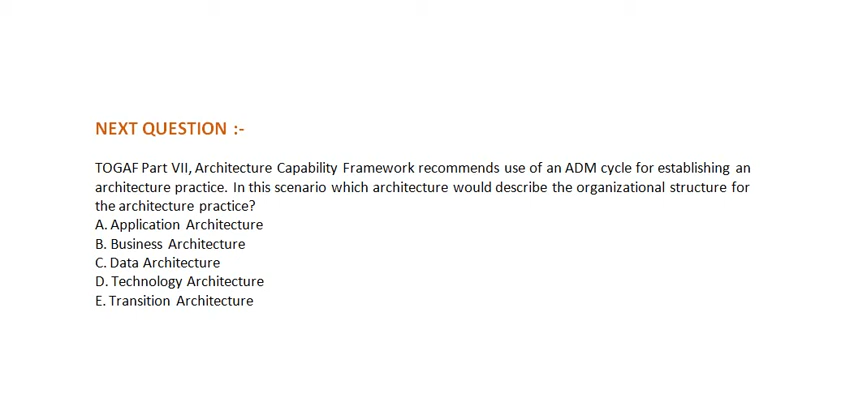 NEXT QUESTION :-
TOGAF Part VII, Architecture Capability Framework recommends use of an ADM cycle for establishing an
architecture practice. In this scenario which architecture would describe the organizational structure for
the architecture practice?
A. Application Architecture
B. Business Architecture
C. Data Architecture
D. Technology Architecture
E. Transition Architecture